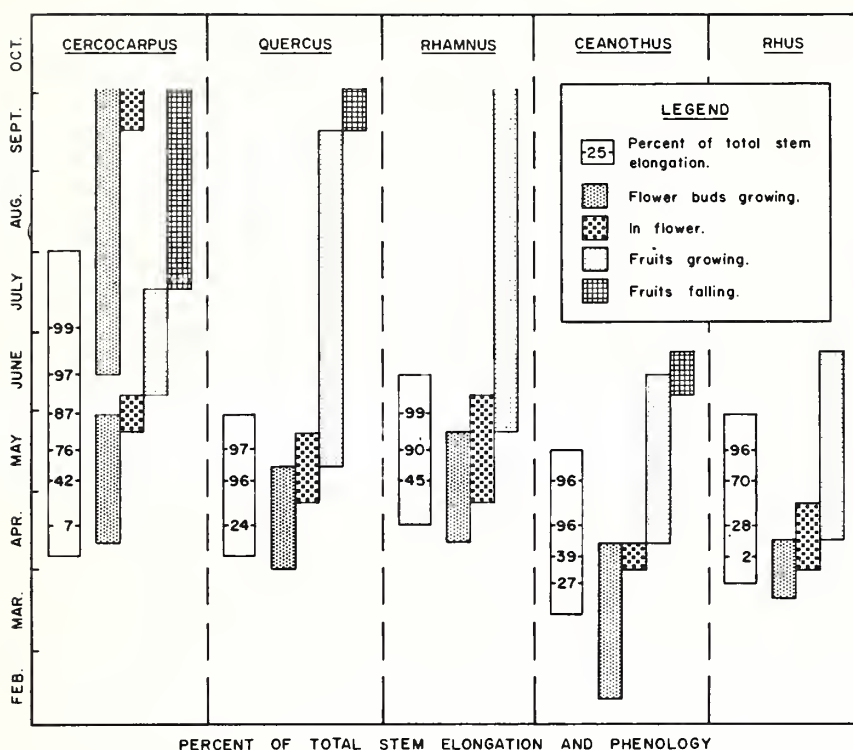 CERCOCARPUS QUERCUS RHAMNUS CEANOTHUS RHUS
LEGEND
25 Percent of total stem
elongation.
Flower buds growing.
In flower.
Fruits growing.
Fruits falling.
OCT.
SEPT.
AUG.
JULY
JUNE
MAY
APR.
MAR.
FEB.
99
97
87
76
42
7
97
96
24
99
90
45
96
96
39
27
96
70
28
2
PERCENT OF TOTAL STEM ELONGATION AND PHENOLOGY